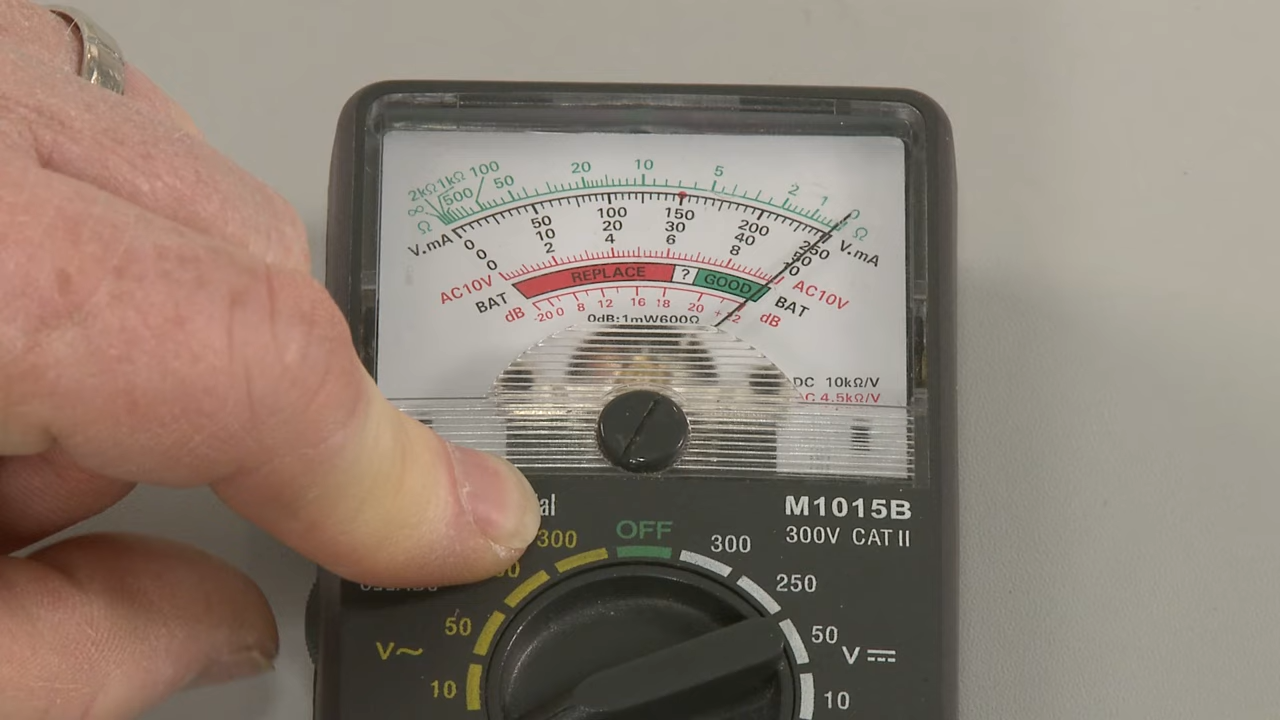 2kΩ 1kΩ 100 50 20 10 5 2 1 0
∞ 500
Ω Ω
V.mA 0 50 100 150 200 250 V.mA
0 10 20 30 40 50
0 2 4 6 8 10
AC10V AC10V
BAT REPLACE ? GOOD BAT
dB -20 0 8 12 16 18 20 +22 dB
0dB:1mW600Ω
DC 10kΩ/V
AC 4.5kΩ/V
M1015B
300V CAT II
300 OFF 300
250
50 50
V~ V⎓
10 10